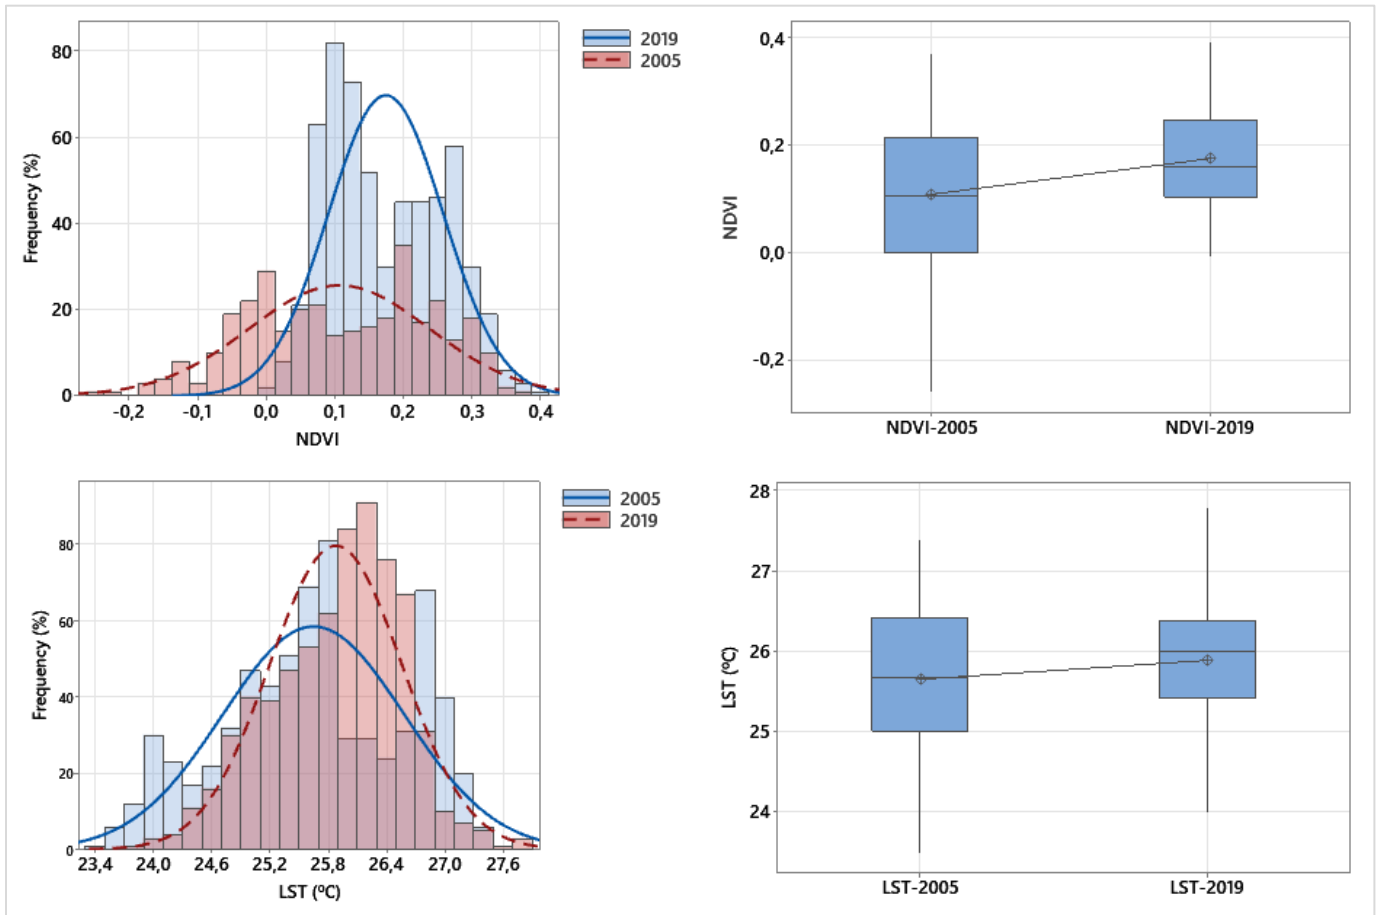 2019
2005
Frequency (%)
80
60
40
20
0
-0,2 -0,1 0,0 0,1 0,2 0,3 0,4
NDVI
NDVI
0,4
0,2
0,0
-0,2
NDVI-2005 NDVI-2019
2005
2019
Frequency (%)
80
60
40
20
0
23,4 24,0 24,6 25,2 25,8 26,4 27,0 27,6
LST (ºC)
LST (ºC)
28
27
26
25
24
LST-2005 LST-2019